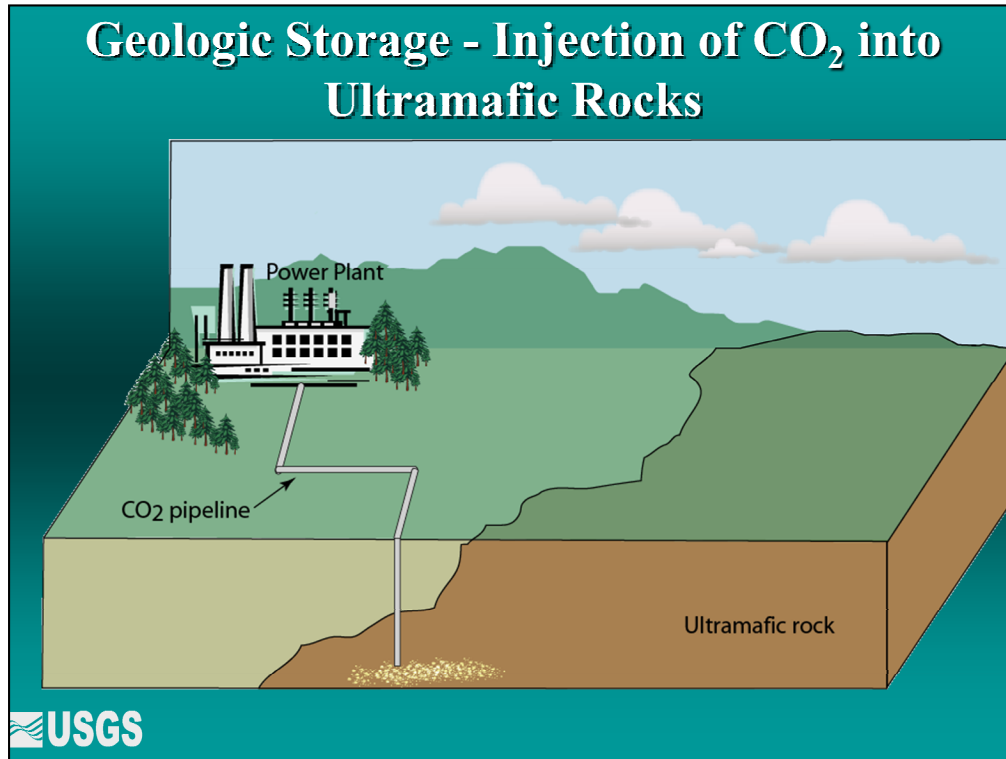 Geologic Storage - Injection of CO₂ into
Ultramafic Rocks
Power Plant
CO₂ pipeline
Ultramafic rock
USGS